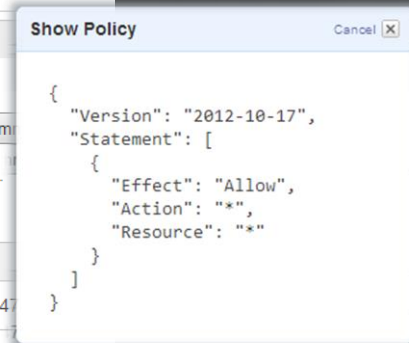 Show Policy Cancel
{
"Version": "2012-10-17",
"Statement": [
{
"Effect": "Allow",
"Action": "*",
"Resource": "*"
}
]
}